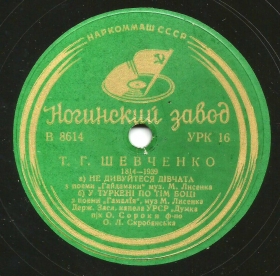 НАРКОММАШ СССР
Ногинский завод
В 8614 УРК 16
Т. Г. ШЕВЧЕНКО
1814—1939
а) НЕ ДИВУЙТЕСЯ ДІВЧАТА
з поеми „Гайдамаки" муз. М. Лисенка
б) У ТУРКЕНІ ПО ТІМ БОЦІ
з поеми „Гамалія" муз. М. Лисенка
Держ. Засл. капела УРСР „Думка"
п/к О. Сороки ф-но
О. Л. Скробанська